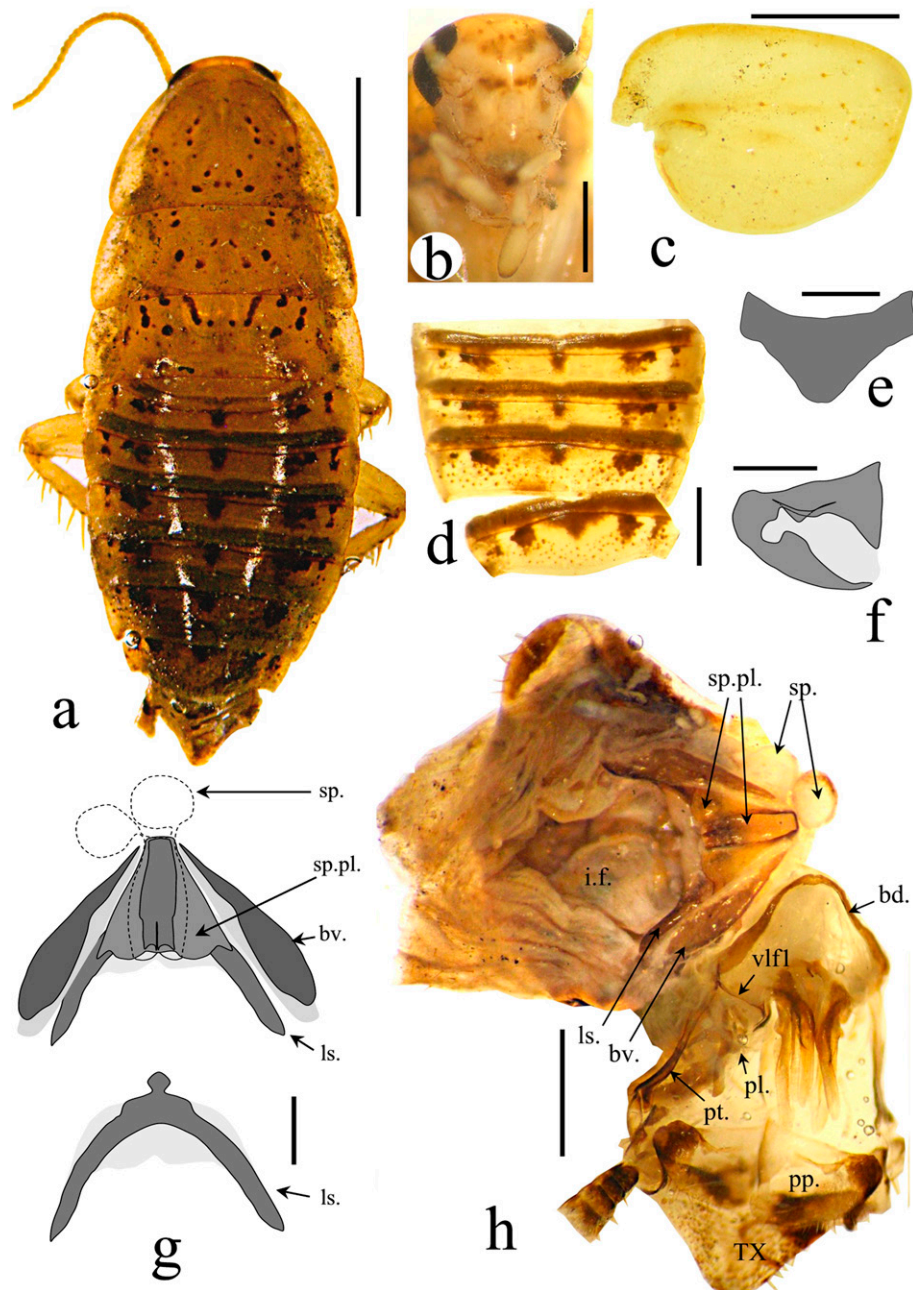 a
b
c
d
e
f
sp.pl.
sp.
i.f.
bd.
vlf1
ls.
bv.
pl.
pt.
pp.
TX
h
sp.
sp.pl.
bv.
ls.
ls.
g